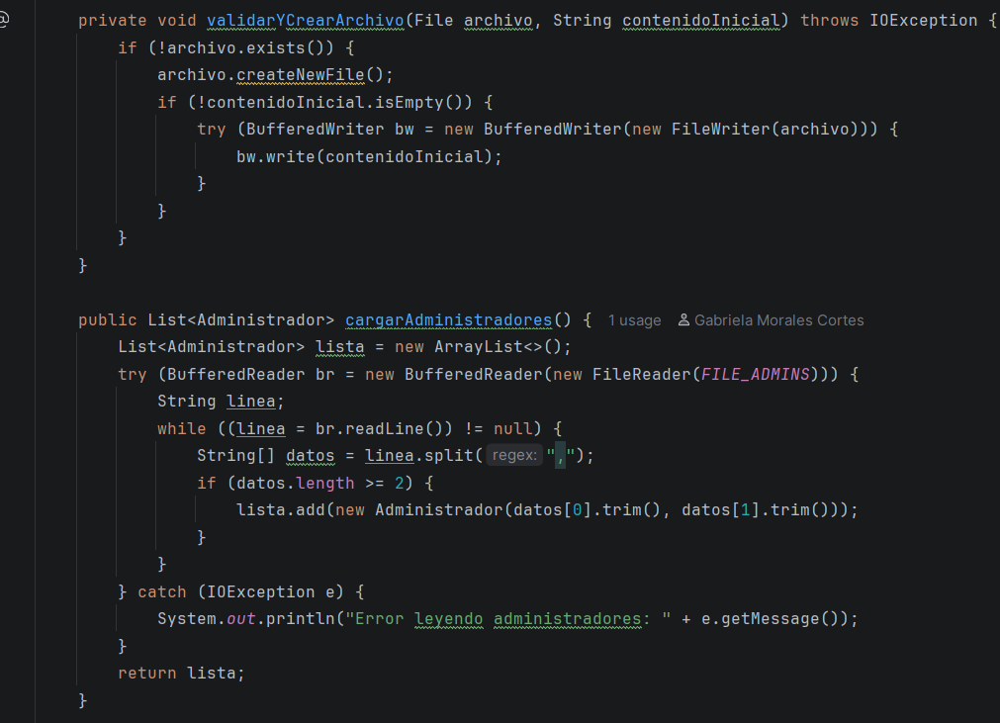 private void validarYCrearArchivo(File archivo, String contenidoInicial) throws IOException {
if (!archivo.exists()) {
archivo.createNewFile();
if (!contenidoInicial.isEmpty()) {
try (BufferedWriter bw = new BufferedWriter(new FileWriter(archivo))) {
bw.write(contenidoInicial);
}
}
}
}
public List<Administrador> cargarAdministradores() { 1 usage Gabriela Morales Cortes
List<Administrador> lista = new ArrayList<>();
try (BufferedReader br = new BufferedReader(new FileReader(FILE_ADMINS))) {
String linea;
while ((linea = br.readLine()) != null) {
String[] datos = linea.split( regex: ",");
if (datos.length >= 2) {
lista.add(new Administrador(datos[0].trim(), datos[1].trim()));
}
}
} catch (IOException e) {
System.out.println("Error leyendo administradores: " + e.getMessage());
}
return lista;
}